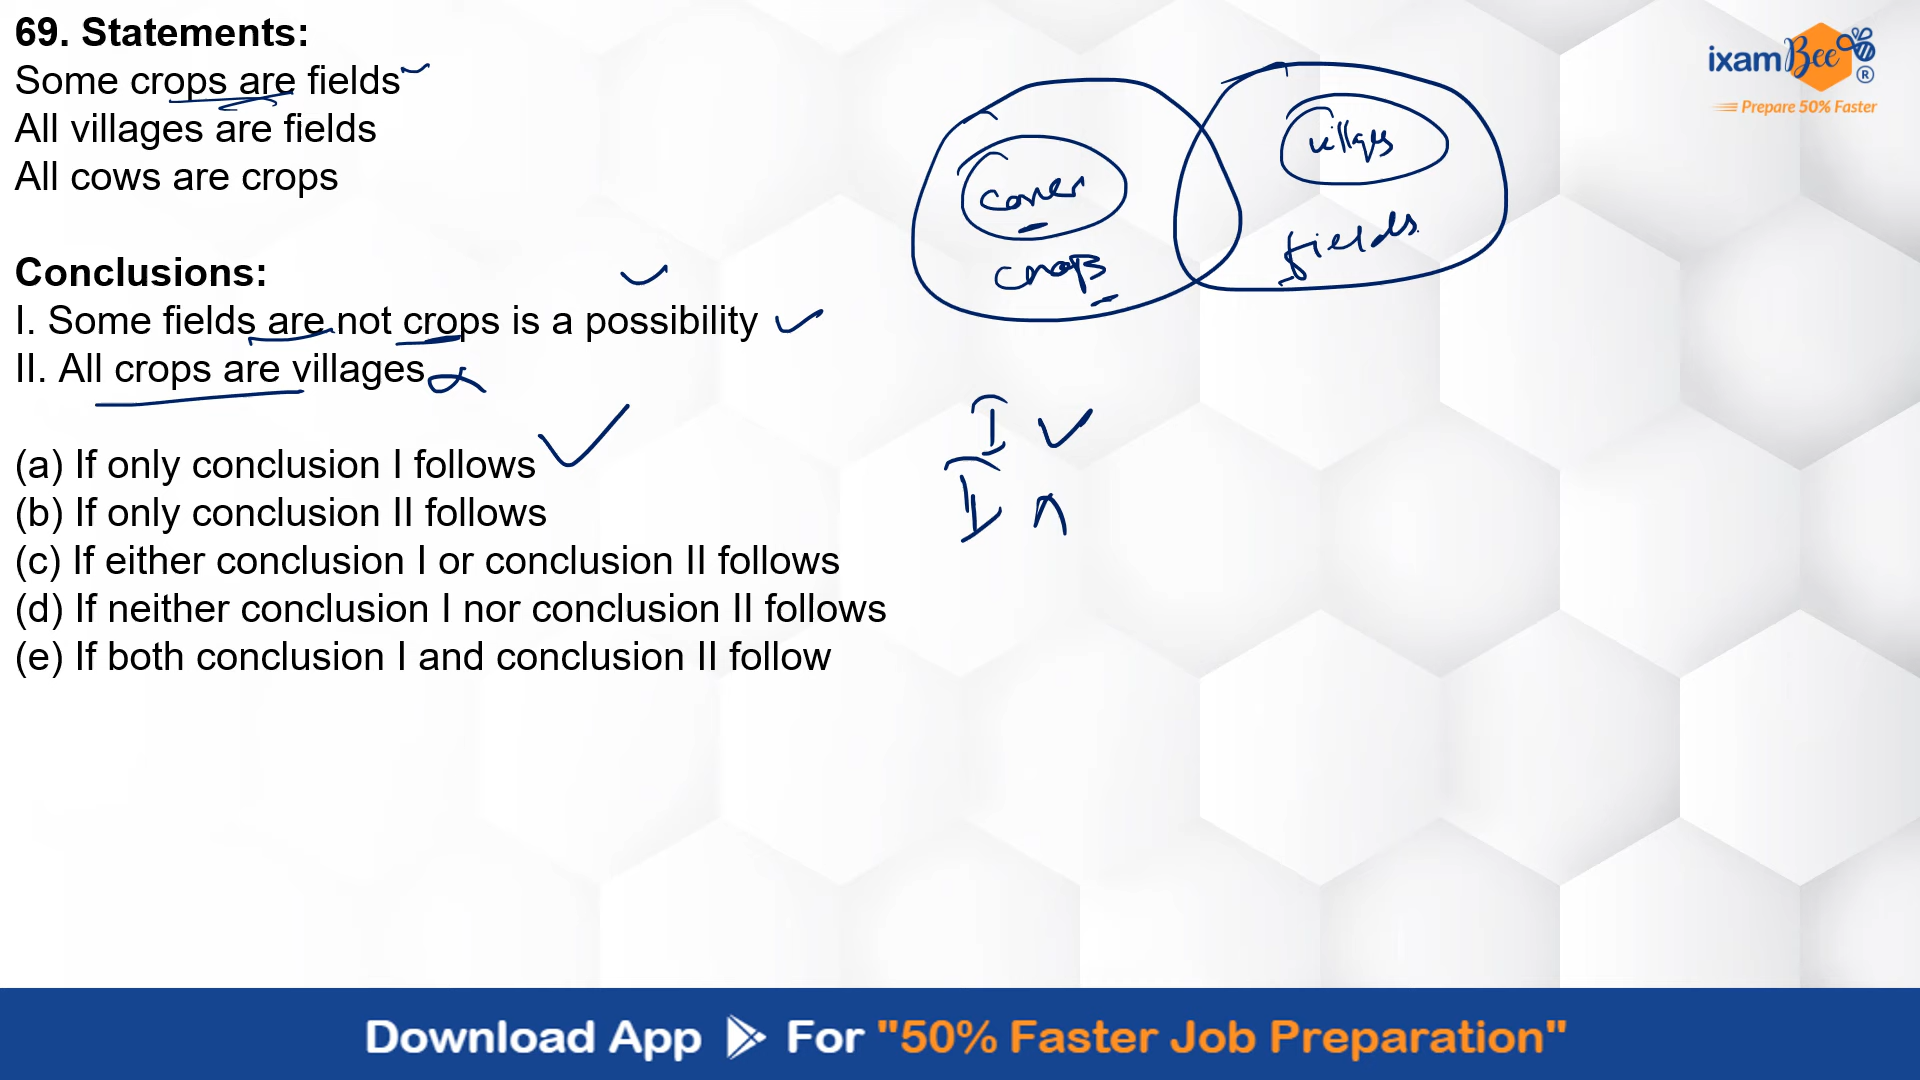 69. Statements:
Some crops are fields
All villages are fields
All cows are crops
Conclusions:
I. Some fields are not crops is a possibility
II. All crops are villages
(a) If only conclusion I follows
(b) If only conclusion II follows
(c) If either conclusion I or conclusion II follows
(d) If neither conclusion I nor conclusion II follows
(e) If both conclusion I and conclusion II follow
crops
villages
fields
I
II
ixamBee
®
Prepare 50% Faster
Download App For "50% Faster Job Preparation"